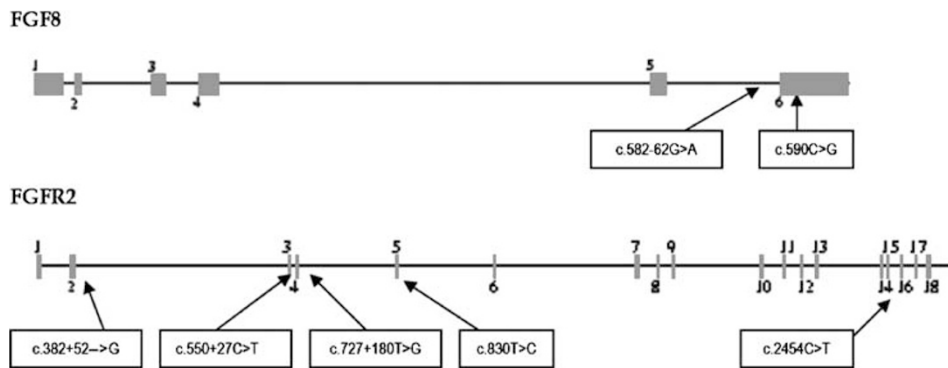 FGF8
1 2 3 4 5 6
c.582-62G>A
c.590C>G
FGFR2
1 2 3 4 5 6 7 8 9 10 11 12 13 14 15 16 17 18
c.382+52-->G
c.550+27C>T
c.727+180T>G
c.830T>C
c.2454C>T